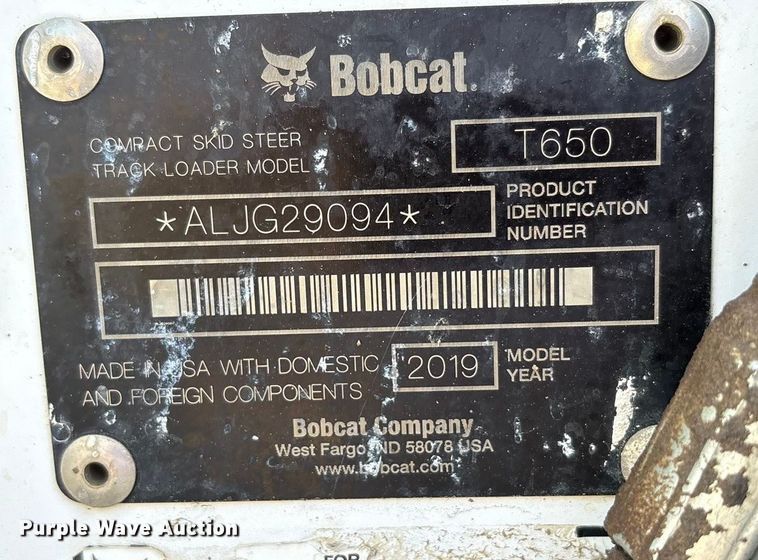 Bobcat
COMPACT SKID STEER
TRACK LOADER MODEL
T650
*ALJG29094*
PRODUCT
IDENTIFICATION
NUMBER
MADE IN USA WITH DOMESTIC
AND FOREIGN COMPONENTS
2019
MODEL
YEAR
Bobcat Company
West Fargo, ND 58078 USA
www.bobcat.com
Purple Wave Auction
FOR